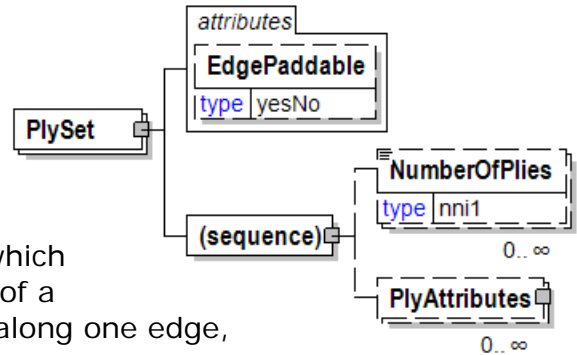 attributes
EdgePaddable
type yesNo
PlySet
NumberOfPlies
type nni1
0.. ∞
(sequence)
PlyAttributes
0.. ∞
which
of a
along one edge,